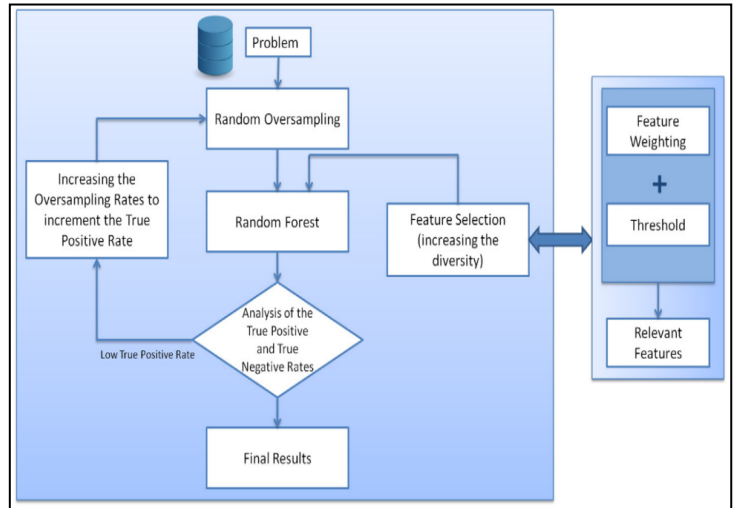 Problem
Random Oversampling
Increasing the
Oversampling Rates to
increment the True
Positive Rate
Random Forest
Feature Selection
(increasing the
diversity)
Analysis of the
True Positive
and True
Negative Rates
Low True Positive Rate
Final Results
Feature
Weighting
+
Threshold
Relevant
Features